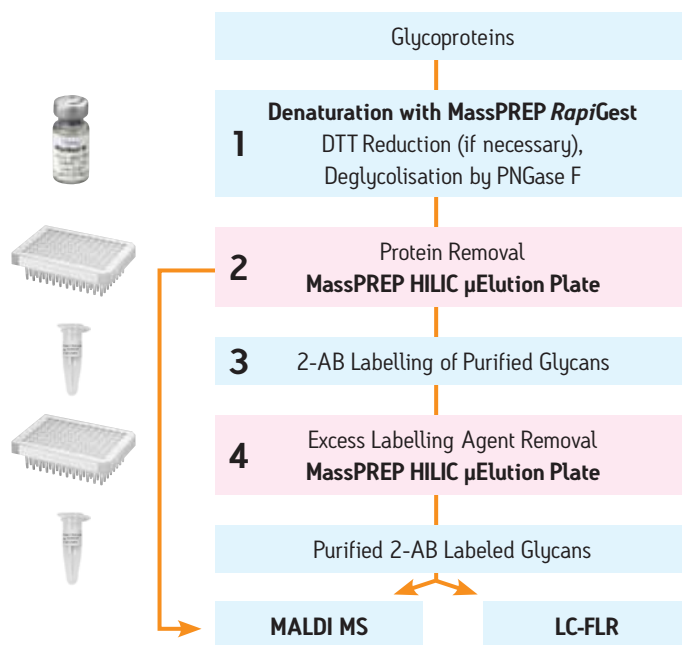 Glycoproteins
1
Denaturation with MassPREP RapiGest
DTT Reduction (if necessary),
Deglycolisation by PNGase F
2
Protein Removal
MassPREP HILIC µElution Plate
3
2-AB Labelling of Purified Glycans
4
Excess Labelling Agent Removal
MassPREP HILIC µElution Plate
Purified 2-AB Labeled Glycans
MALDI MS
LC-FLR